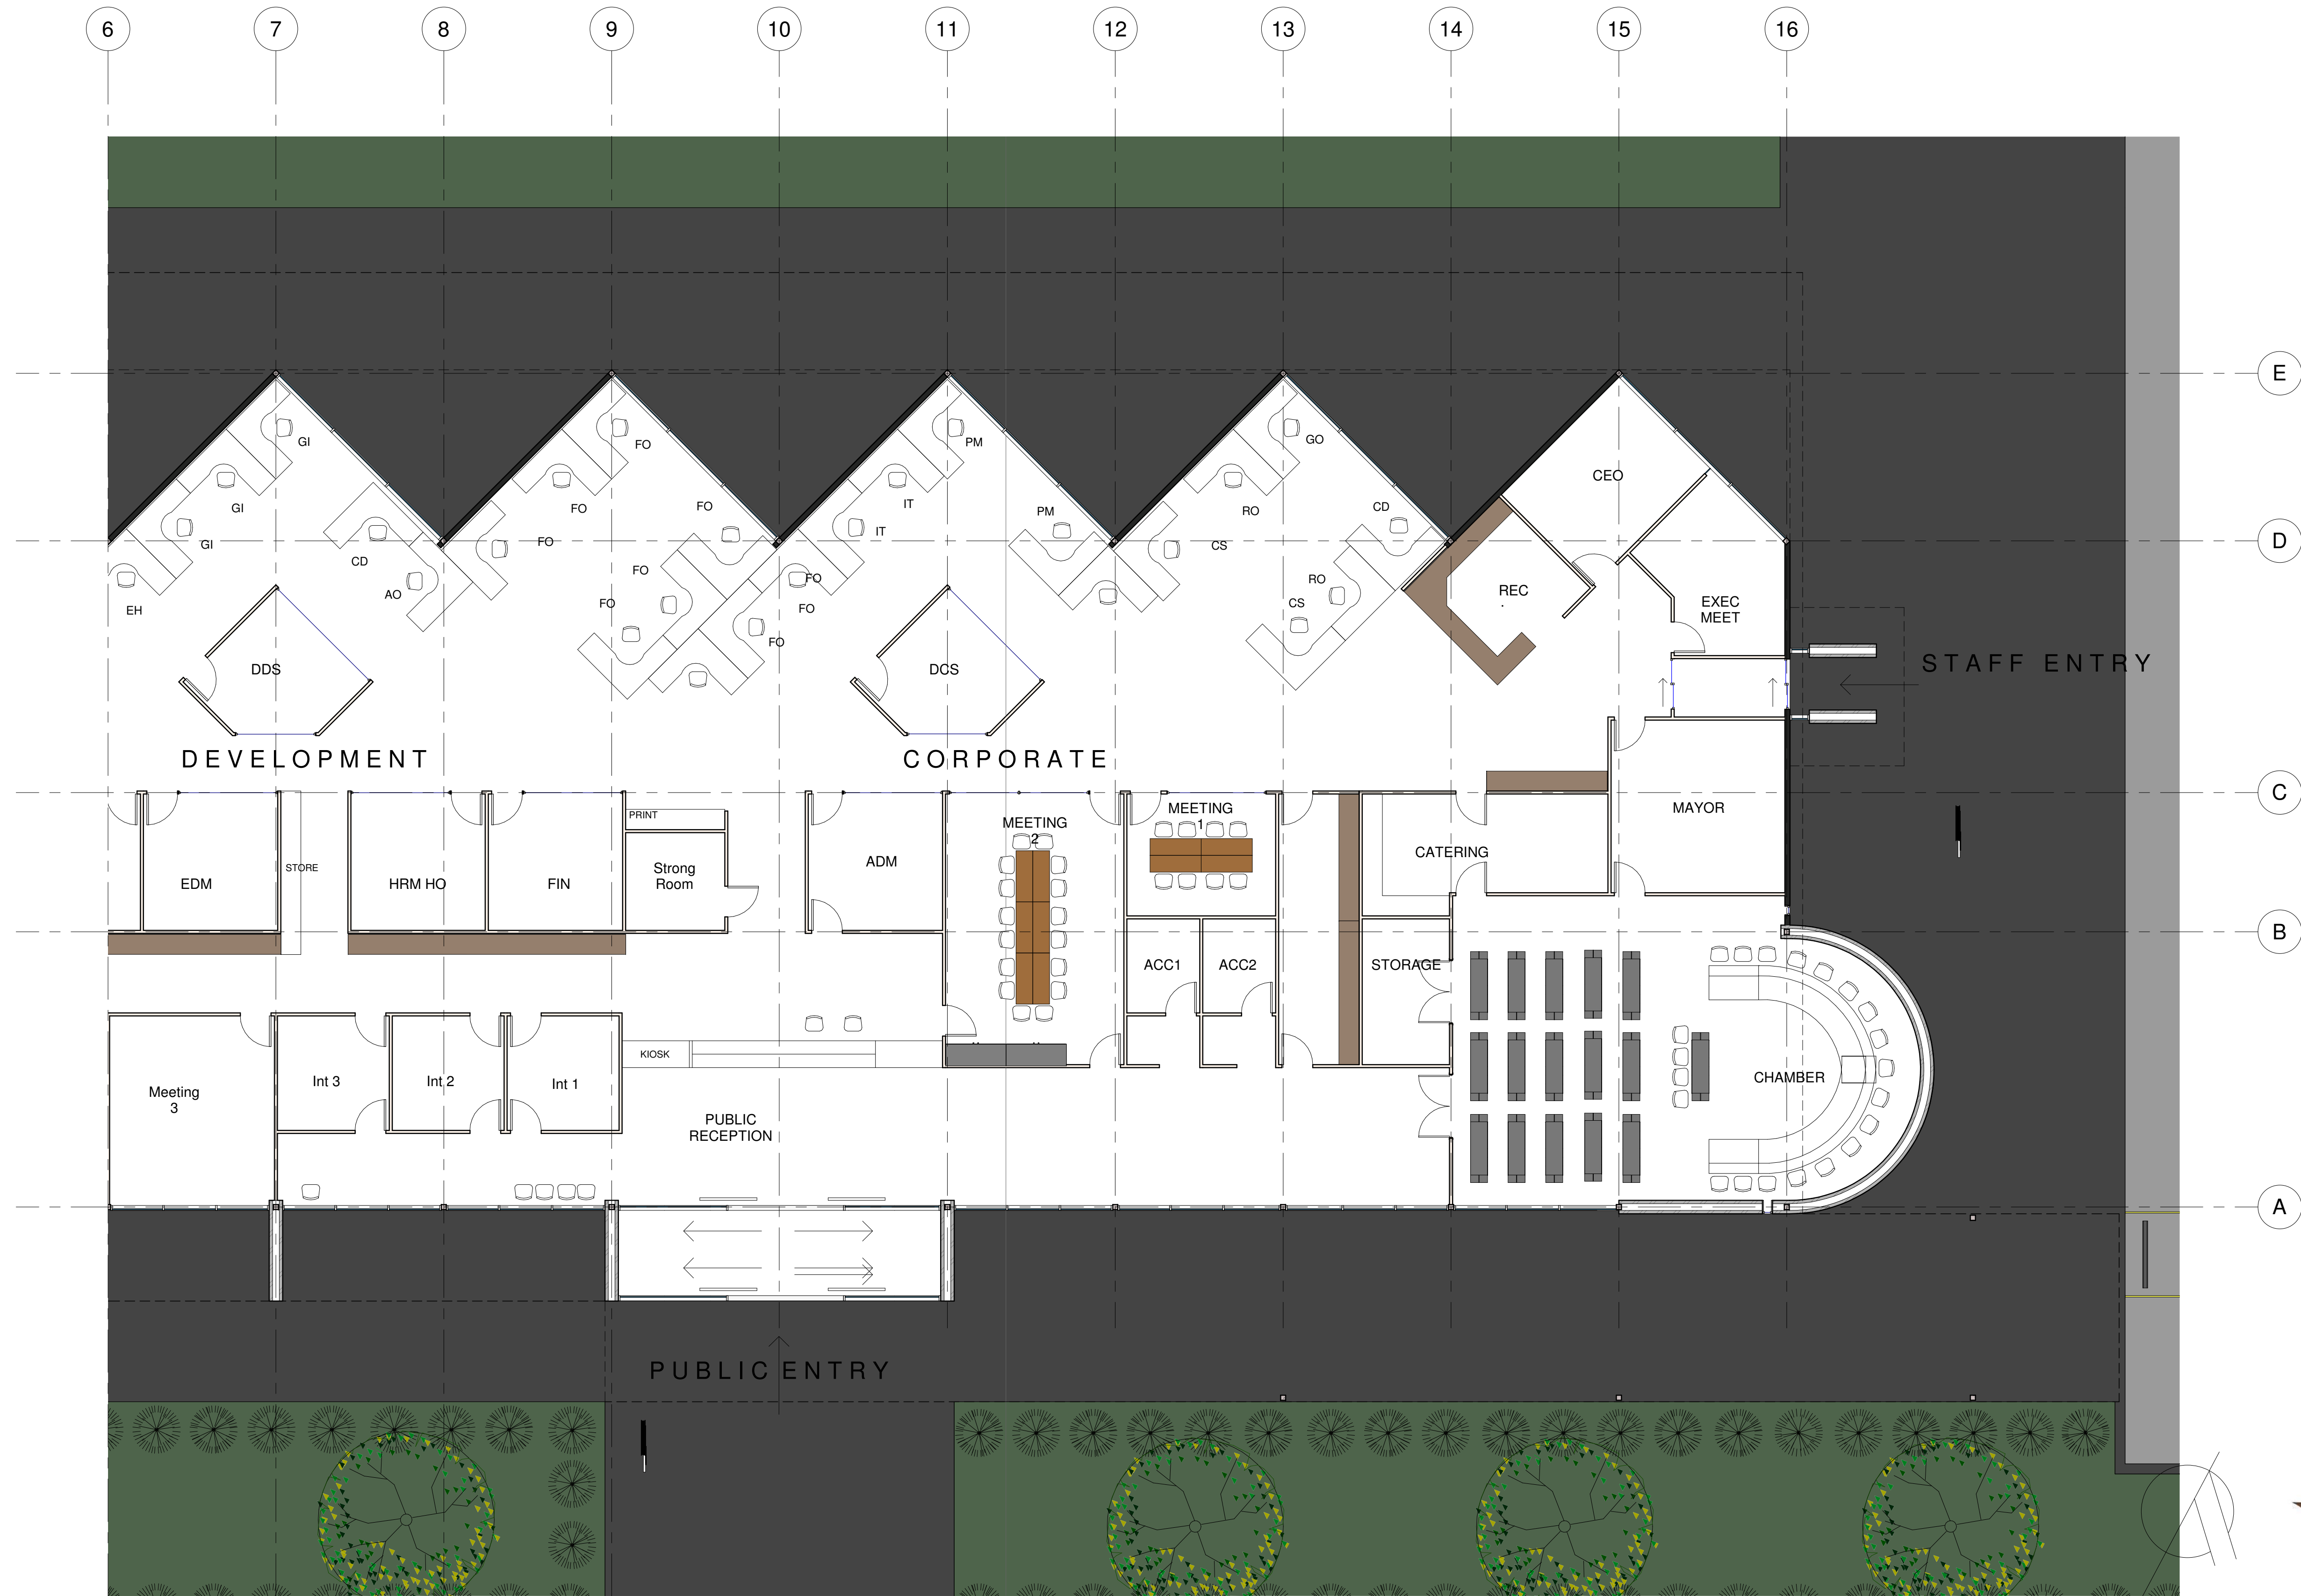 6 7 8 9 10 11 12 13 14 15 16
E
GI FO PM GO
CEO
GI FO FO IT PM RO CD
GI FO IT CS
D
CD FO FO
EH AO FO FO RO
CS
REC
.
EXEC
MEET
FO
DDS DCS
STAFF ENTRY
DEVELOPMENT CORPORATE
C
MEETING
1
MAYOR
PRINT
MEETING
2
CATERING
ADM
STORE
Strong
Room
EDM HRM HO FIN
B
ACC1 ACC2 STORAGE
KIOSK
CHAMBER
Int 3 Int 2 Int 1
Meeting
3
PUBLIC
RECEPTION
A
PUBLIC ENTRY